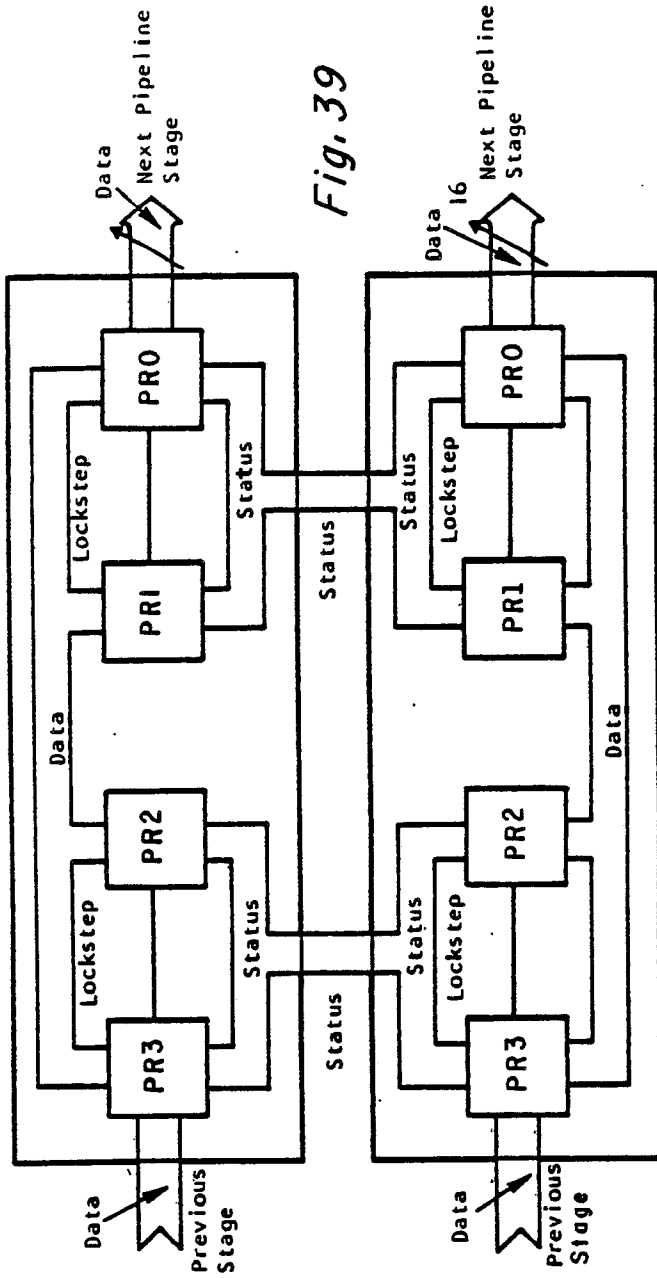 Data
Next Pipeline
Stage
Fig. 39
Lockstep
PR0
Status
PR1
Data
PR2
Lockstep
Status
PR3
Data
Previous
Stage
Status
Status
Data
16
Next Pipeline
Stage
Status
Lockstep
PR0
PR1
Data
PR2
Status
Lockstep
PR3
Data
Previous
Stage